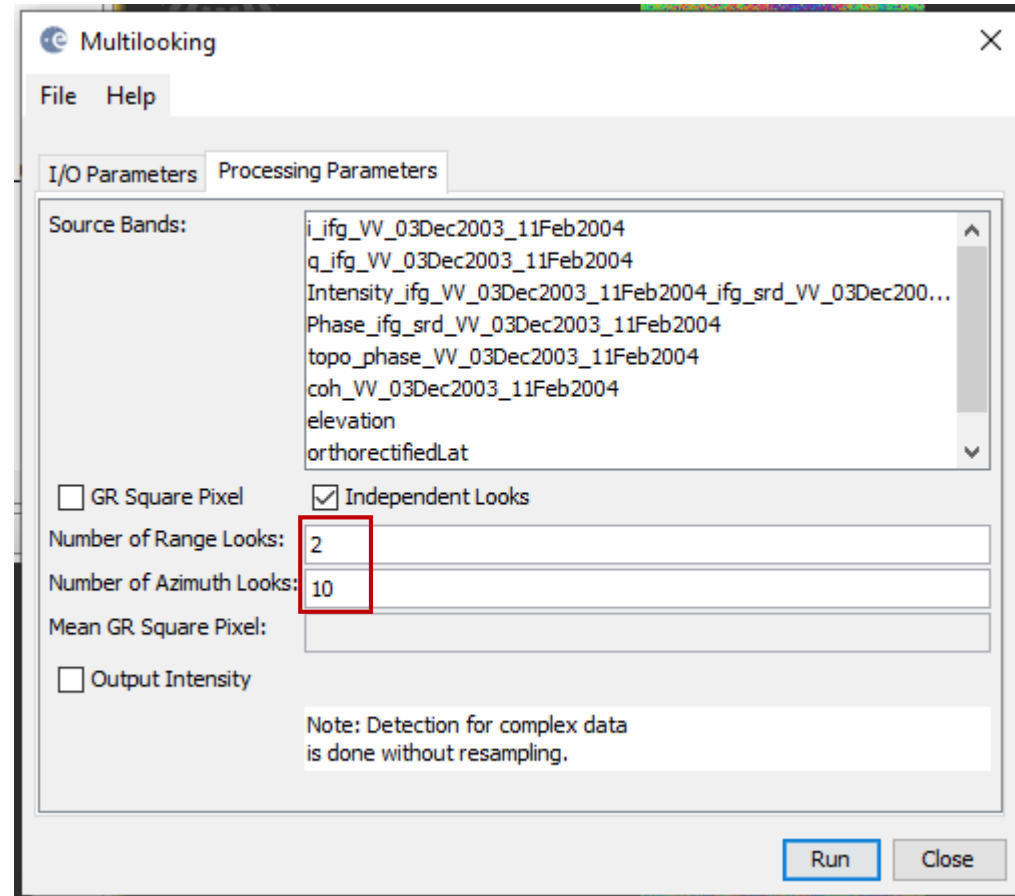 Multilooking
File Help
I/O Parameters Processing Parameters
Source Bands:
i_ifg_VV_03Dec2003_11Feb2004
q_ifg_VV_03Dec2003_11Feb2004
Intensity_ifg_VV_03Dec2003_11Feb2004_ifg_srd_VV_03Dec200...
Phase_ifg_srd_VV_03Dec2003_11Feb2004
topo_phase_VV_03Dec2003_11Feb2004
coh_VV_03Dec2003_11Feb2004
elevation
orthorectifiedLat
GR Square Pixel Independent Looks
Number of Range Looks: 2
Number of Azimuth Looks: 10
Mean GR Square Pixel:
Output Intensity
Note: Detection for complex data
is done without resampling.
Run Close